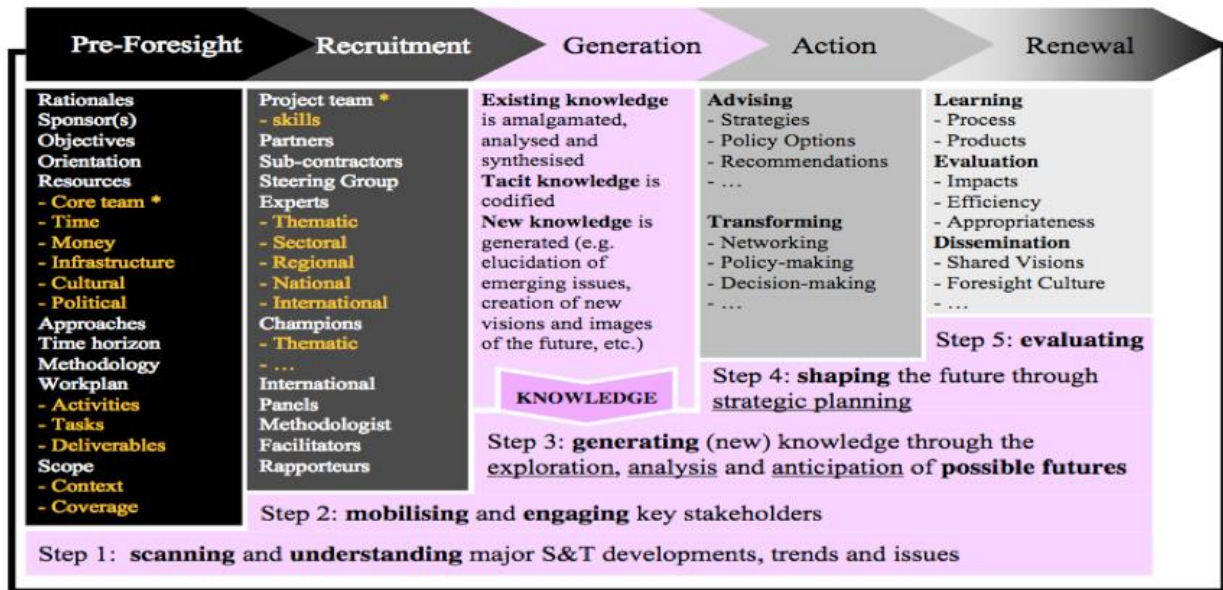 Pre-Foresight
Recruitment
Generation
Action
Renewal
Rationales
Sponsor(s)
Objectives
Orientation
Resources
- Core team *
- Time
- Money
- Infrastructure
- Cultural
- Political
Approaches
Time horizon
Methodology
Workplan
- Activities
- Tasks
- Deliverables
Scope
- Context
- Coverage
Project team *
- skills
Partners
Sub-contractors
Steering Group
Experts
- Thematic
- Sectoral
- Regional
- National
- International
Champions
- Thematic
- ...
International
Panels
Methodologist
Facilitators
Rapporteurs
Existing knowledge
is amalgamated,
analysed and
synthesised
Tacit knowledge is
codified
New knowledge is
generated (e.g.
elucidation of
emerging issues,
creation of new
visions and images
of the future, etc.)
KNOWLEDGE
Advising
- Strategies
- Policy Options
- Recommendations
- ...
Transforming
- Networking
- Policy-making
- Decision-making
- ...
Learning
- Process
- Products
Evaluation
- Impacts
- Efficiency
- Appropriateness
Dissemination
- Shared Visions
- Foresight Culture
- ...
Step 5: evaluating
Step 4: shaping the future through
strategic planning
Step 3: generating (new) knowledge through the
exploration, analysis and anticipation of possible futures
Step 2: mobilising and engaging key stakeholders
Step 1: scanning and understanding major S&T developments, trends and issues